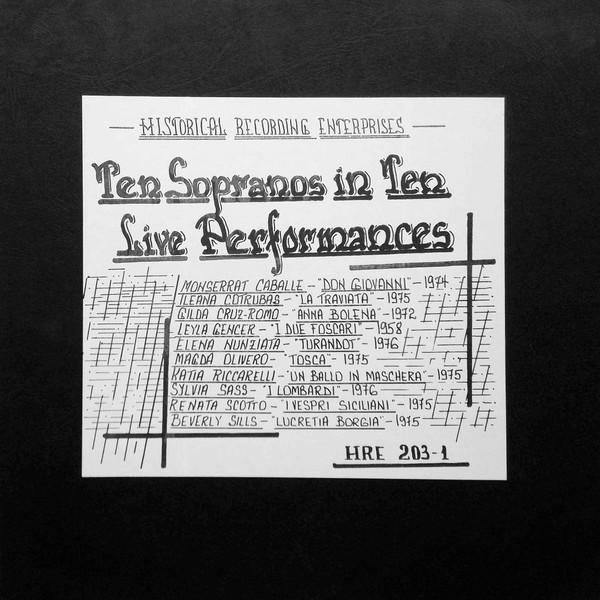 — HISTORICAL RECORDING ENTERPRISES —
Ten Sopranos in Ten
Live Performances
MONSERRAT CABALLE – "DON GIOVANNI" – 1974
ILEANA COTRUBAS – "LA TRAVIATA" – 1975
GILDA CRUZ-ROMO – "ANNA BOLENA" – 1972
LEYLA GENCER – "I DUE FOSCARI" – 1958
ELENA NUNZIATA – "TURANDOT" – 1976
MAGDA OLIVERO – "TOSCA" – 1975
KATIA RICCARELLI – "UN BALLO IN MASCHERA" – 1975
SYLVIA SASS – "I LOMBARDI" – 1976
RENATA SCOTTO – "I VESPRI SICILIANI" – 1975
BEVERLY SILLS – "LUCRETIA BORGIA" – 1975
HRE 203-1